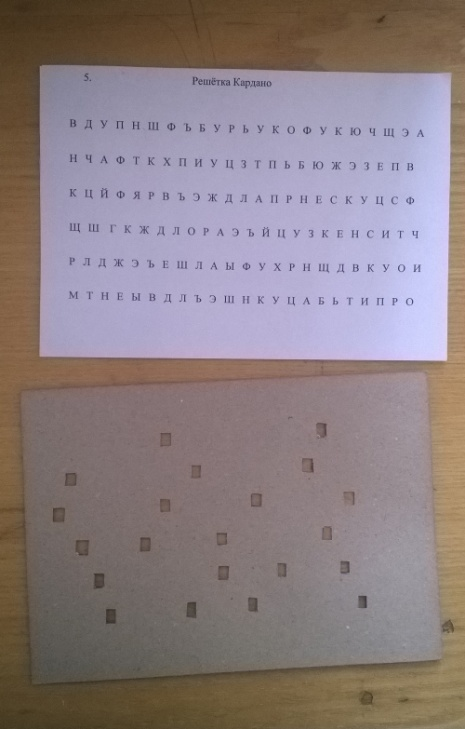 5.
Решётка Кардано
В Д У П Н Ш Ф Ъ Б У Р Ь У К О Ф У К Ю Ч Щ Э А
Н Ч А Ф Т К Х П И У Ц З Т П Ь Б Ю Ж Э З Е П В
К Ц Й Ф Я Р В Ъ Э Ж Д Л А П Р Н Е С К У Ц С Ф
Щ Ш Г К Ж Д Л О Р А Э Ъ Й Ц У З К Е Н С И Т Ч
Р Л Д Ж Э Ъ Е Ш Л А Ы Ф У Х Р Н Щ Д В К У О И
М Т Н Е Ы В Д Л Ъ Э Ш Н К У Ц А Б Ь Т И П Р О